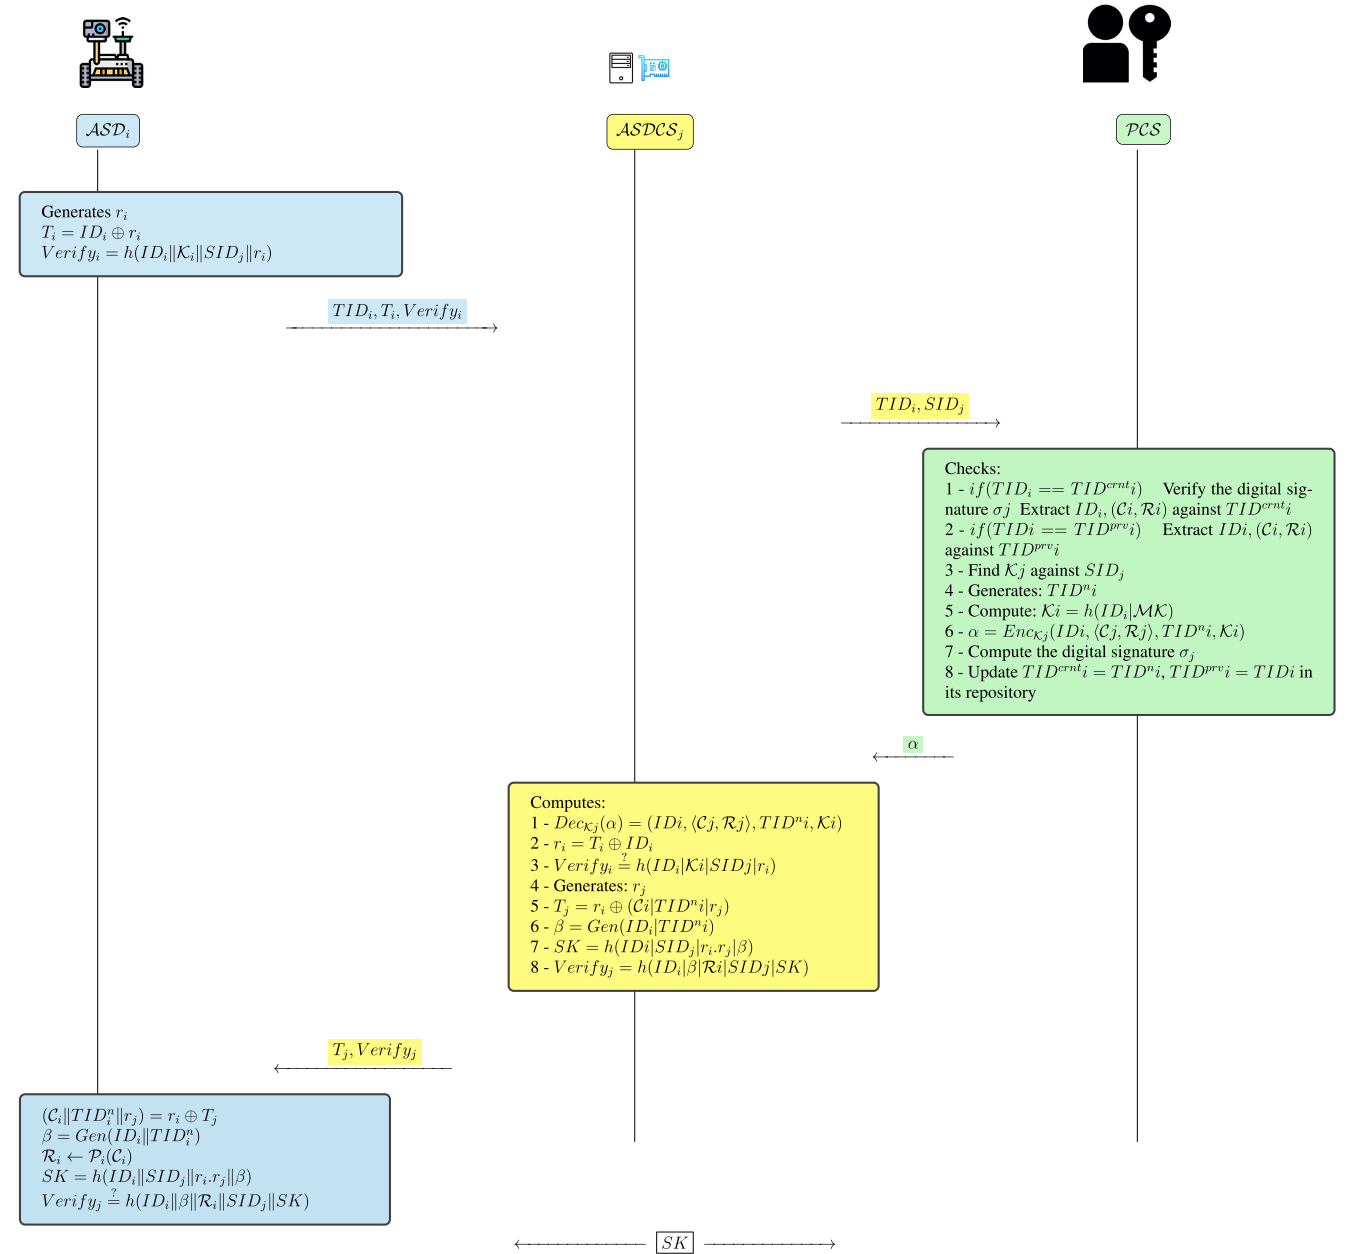 𝒜𝒮𝒟ᵢ
𝒜𝒮𝒟𝒞𝒮ⱼ
𝒫𝒞𝒮
Generates rᵢ
Tᵢ = IDᵢ ⊕ rᵢ
Verifyᵢ = h(IDᵢ‖𝒦ᵢ‖SIDⱼ‖rᵢ)
TIDᵢ, Tᵢ, Verifyᵢ
TIDᵢ, SIDⱼ
Checks:
1 - if(TIDᵢ == TID^{crnt}i) Verify the digital sig-
nature σj Extract IDᵢ, (𝒞i, ℛi) against TID^{crnt}i
2 - if(TIDi == TID^{prv}i) Extract IDi, (𝒞i, ℛi)
against TID^{prv}i
3 - Find 𝒦j against SIDⱼ
4 - Generates: TIDⁿi
5 - Compute: 𝒦i = h(IDᵢ|ℳ𝒦)
6 - α = Enc_{𝒦j}(IDi, ⟨𝒞j, ℛj⟩, TIDⁿi, 𝒦i)
7 - Compute the digital signature σⱼ
8 - Update TID^{crnt}i = TIDⁿi, TID^{prv}i = TIDi in
its repository
α
Computes:
1 - Dec_{𝒦j}(α) = (IDi, ⟨𝒞j, ℛj⟩, TIDⁿi, 𝒦i)
2 - rᵢ = Tᵢ ⊕ IDᵢ
3 - Verifyᵢ ≟ h(IDᵢ|𝒦i|SIDj|rᵢ)
4 - Generates: rⱼ
5 - Tⱼ = rᵢ ⊕ (𝒞i|TIDⁿi|rⱼ)
6 - β = Gen(IDᵢ|TIDⁿi)
7 - SK = h(IDi|SIDⱼ|rᵢ.rⱼ|β)
8 - Verifyⱼ = h(IDᵢ|β|ℛi|SIDj|SK)
Tⱼ, Verifyⱼ
(𝒞ᵢ‖TIDᵢⁿ‖rⱼ) = rᵢ ⊕ Tⱼ
β = Gen(IDᵢ‖TIDᵢⁿ)
ℛᵢ ← 𝒫ᵢ(𝒞ᵢ)
SK = h(IDᵢ‖SIDⱼ‖rᵢ.rⱼ‖β)
Verifyⱼ ≟ h(IDᵢ‖β‖ℛᵢ‖SIDⱼ‖SK)
SK